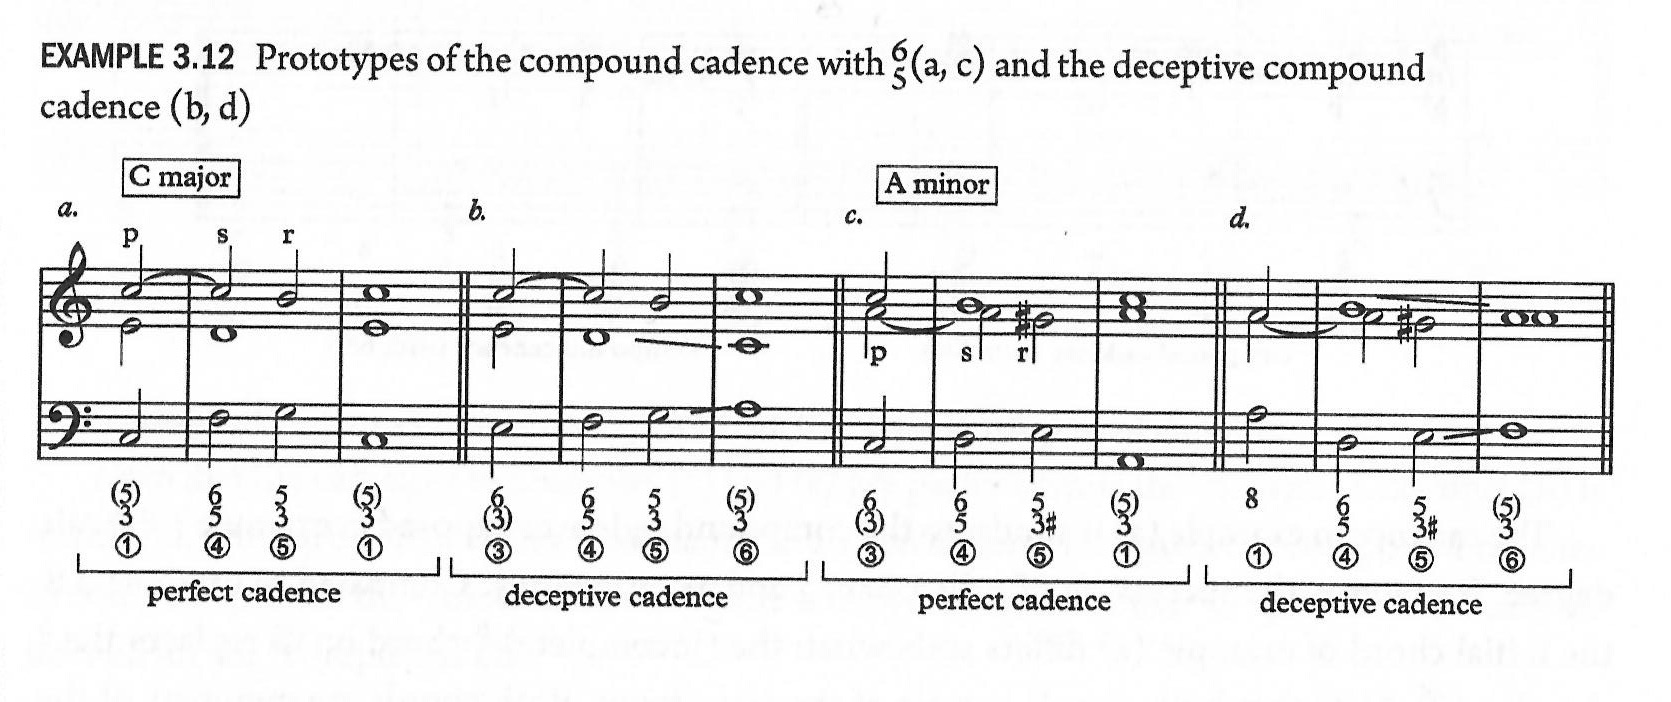 EXAMPLE 3.12 Prototypes of the compound cadence with 6 5 (a, c) and the deceptive compound
cadence (b, d)
C major
A minor
a.
b.
c.
d.
p s r
p s r
(5) 6 5 (5) 6 6 5 (5) 6 6 5 (5) 8 6 5 (5)
3 5 3 3 (3) 5 3 3 (3) 5 3# 3 5 3# 3
① ④ ⑤ ① ③ ④ ⑤ ⑥ ③ ④ ⑤ ① ① ④ ⑤ ⑥
perfect cadence deceptive cadence perfect cadence deceptive cadence